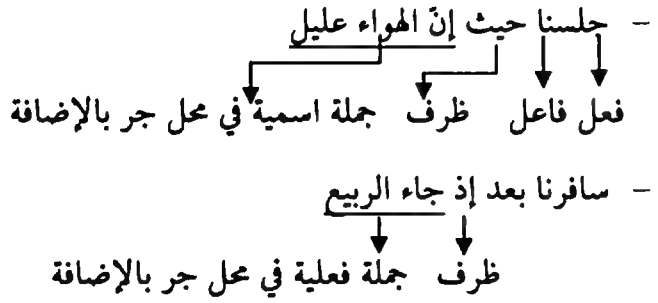 - جلسنا حيث إنّ الهواء عليل
فعل فاعل ظرف جملة اسمية في محل جر بالإضافة
- سافرنا بعد إذ جاء الربيع
ظرف جملة فعلية في محل جر بالإضافة